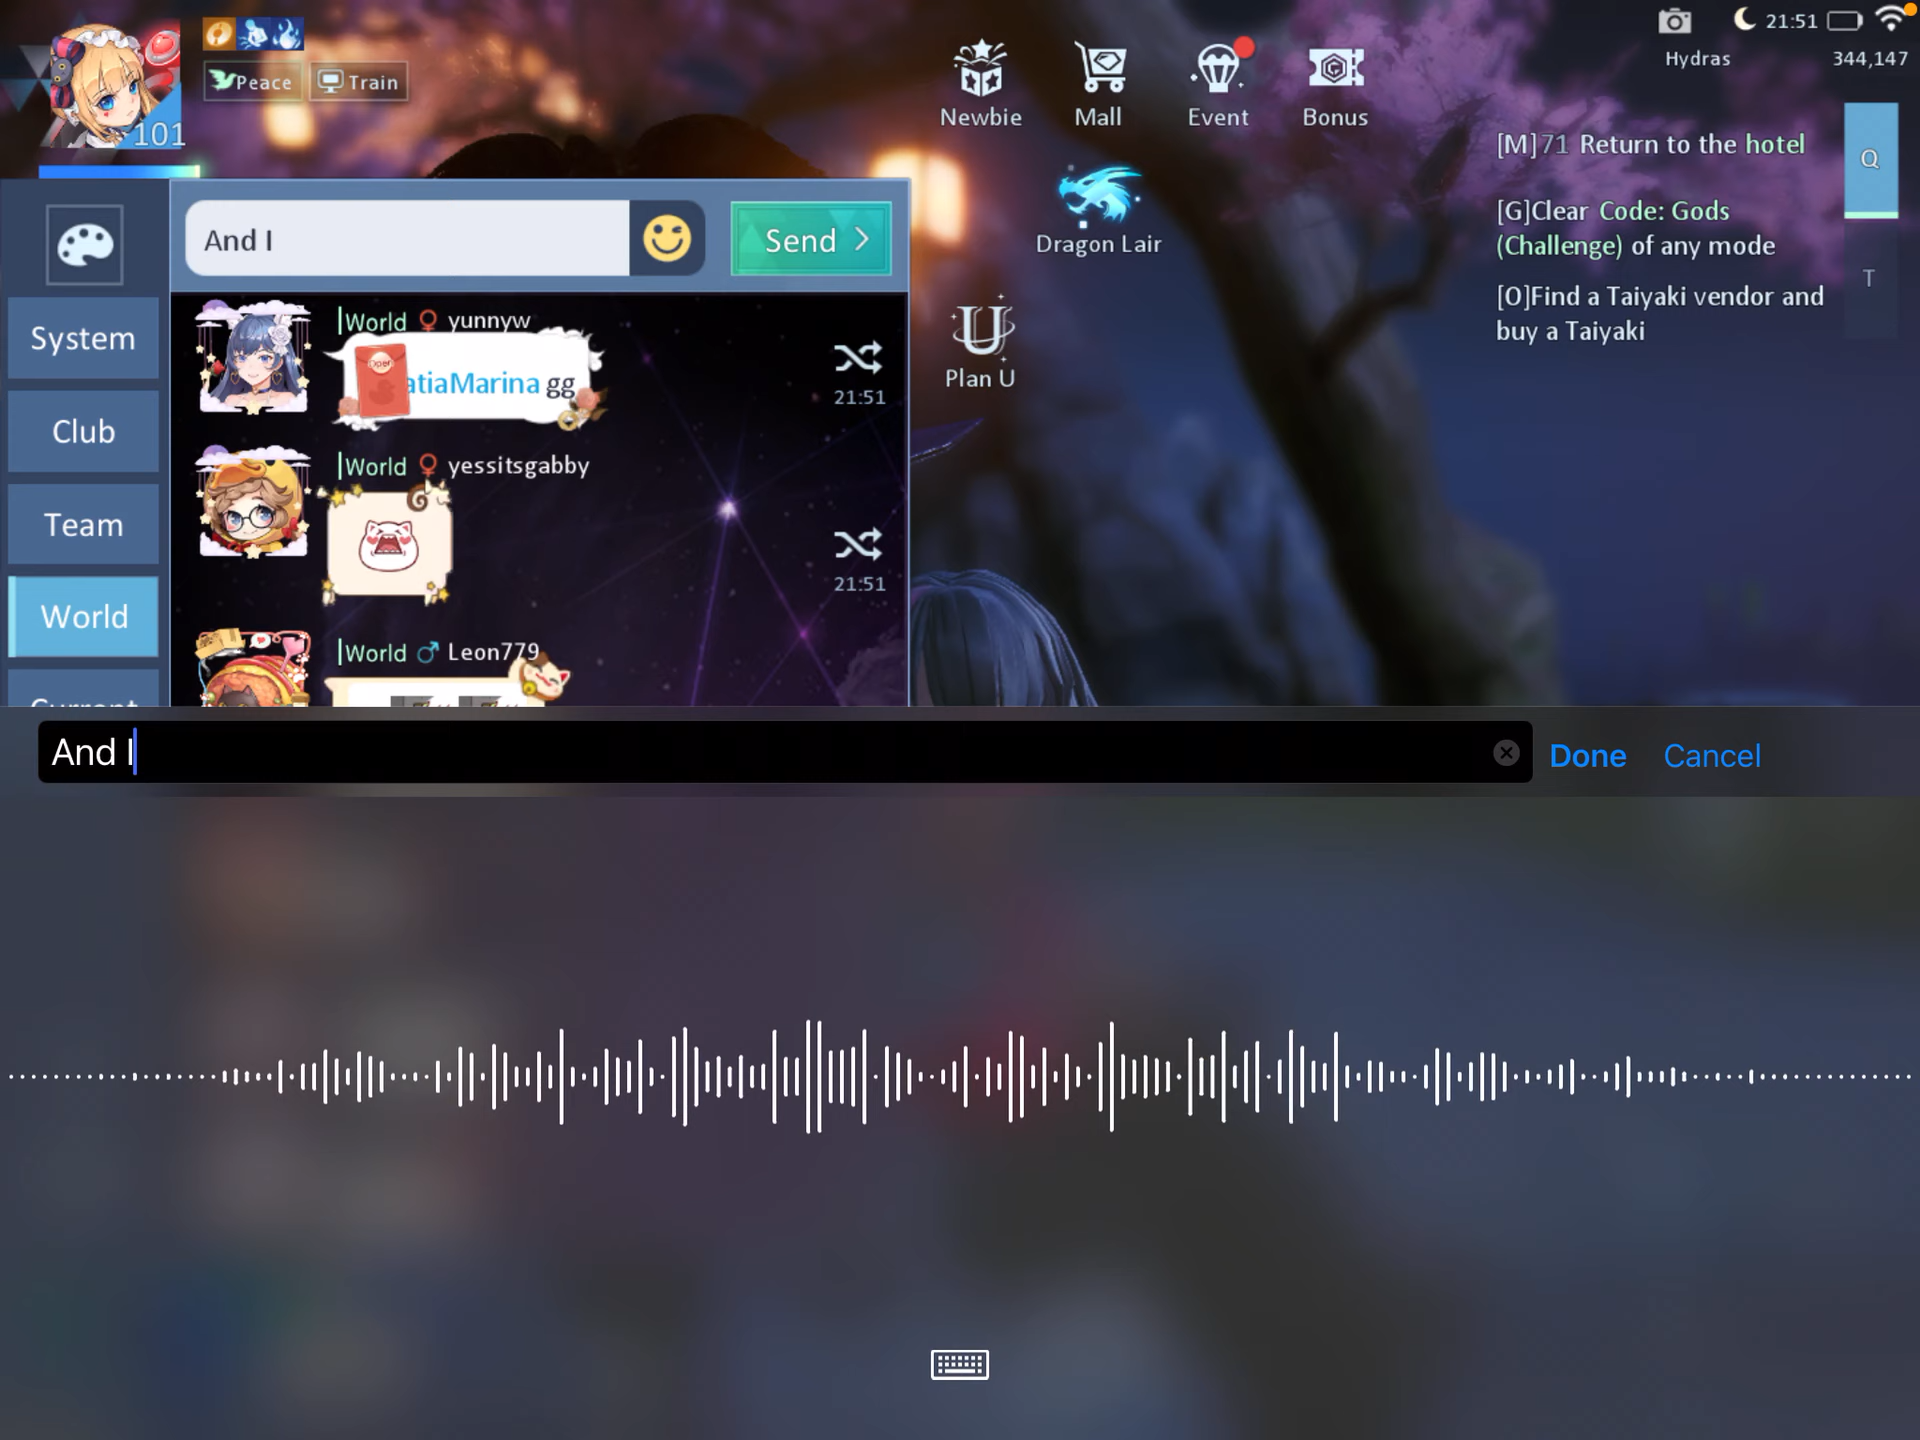 21:51
Hydras
344,147
101
Peace
Train
Newbie
Mall
Event
Bonus
Dragon Lair
Plan U
[M]71 Return to the hotel
[G]Clear Code: Gods
(Challenge) of any mode
[O]Find a Taiyaki vendor and
buy a Taiyaki
Q
T
And I
Send >
System
Club
Team
World
World yunnyw
atiaMarina gg
21:51
World yessitsgabby
21:51
World Leon779
And I
Done
Cancel